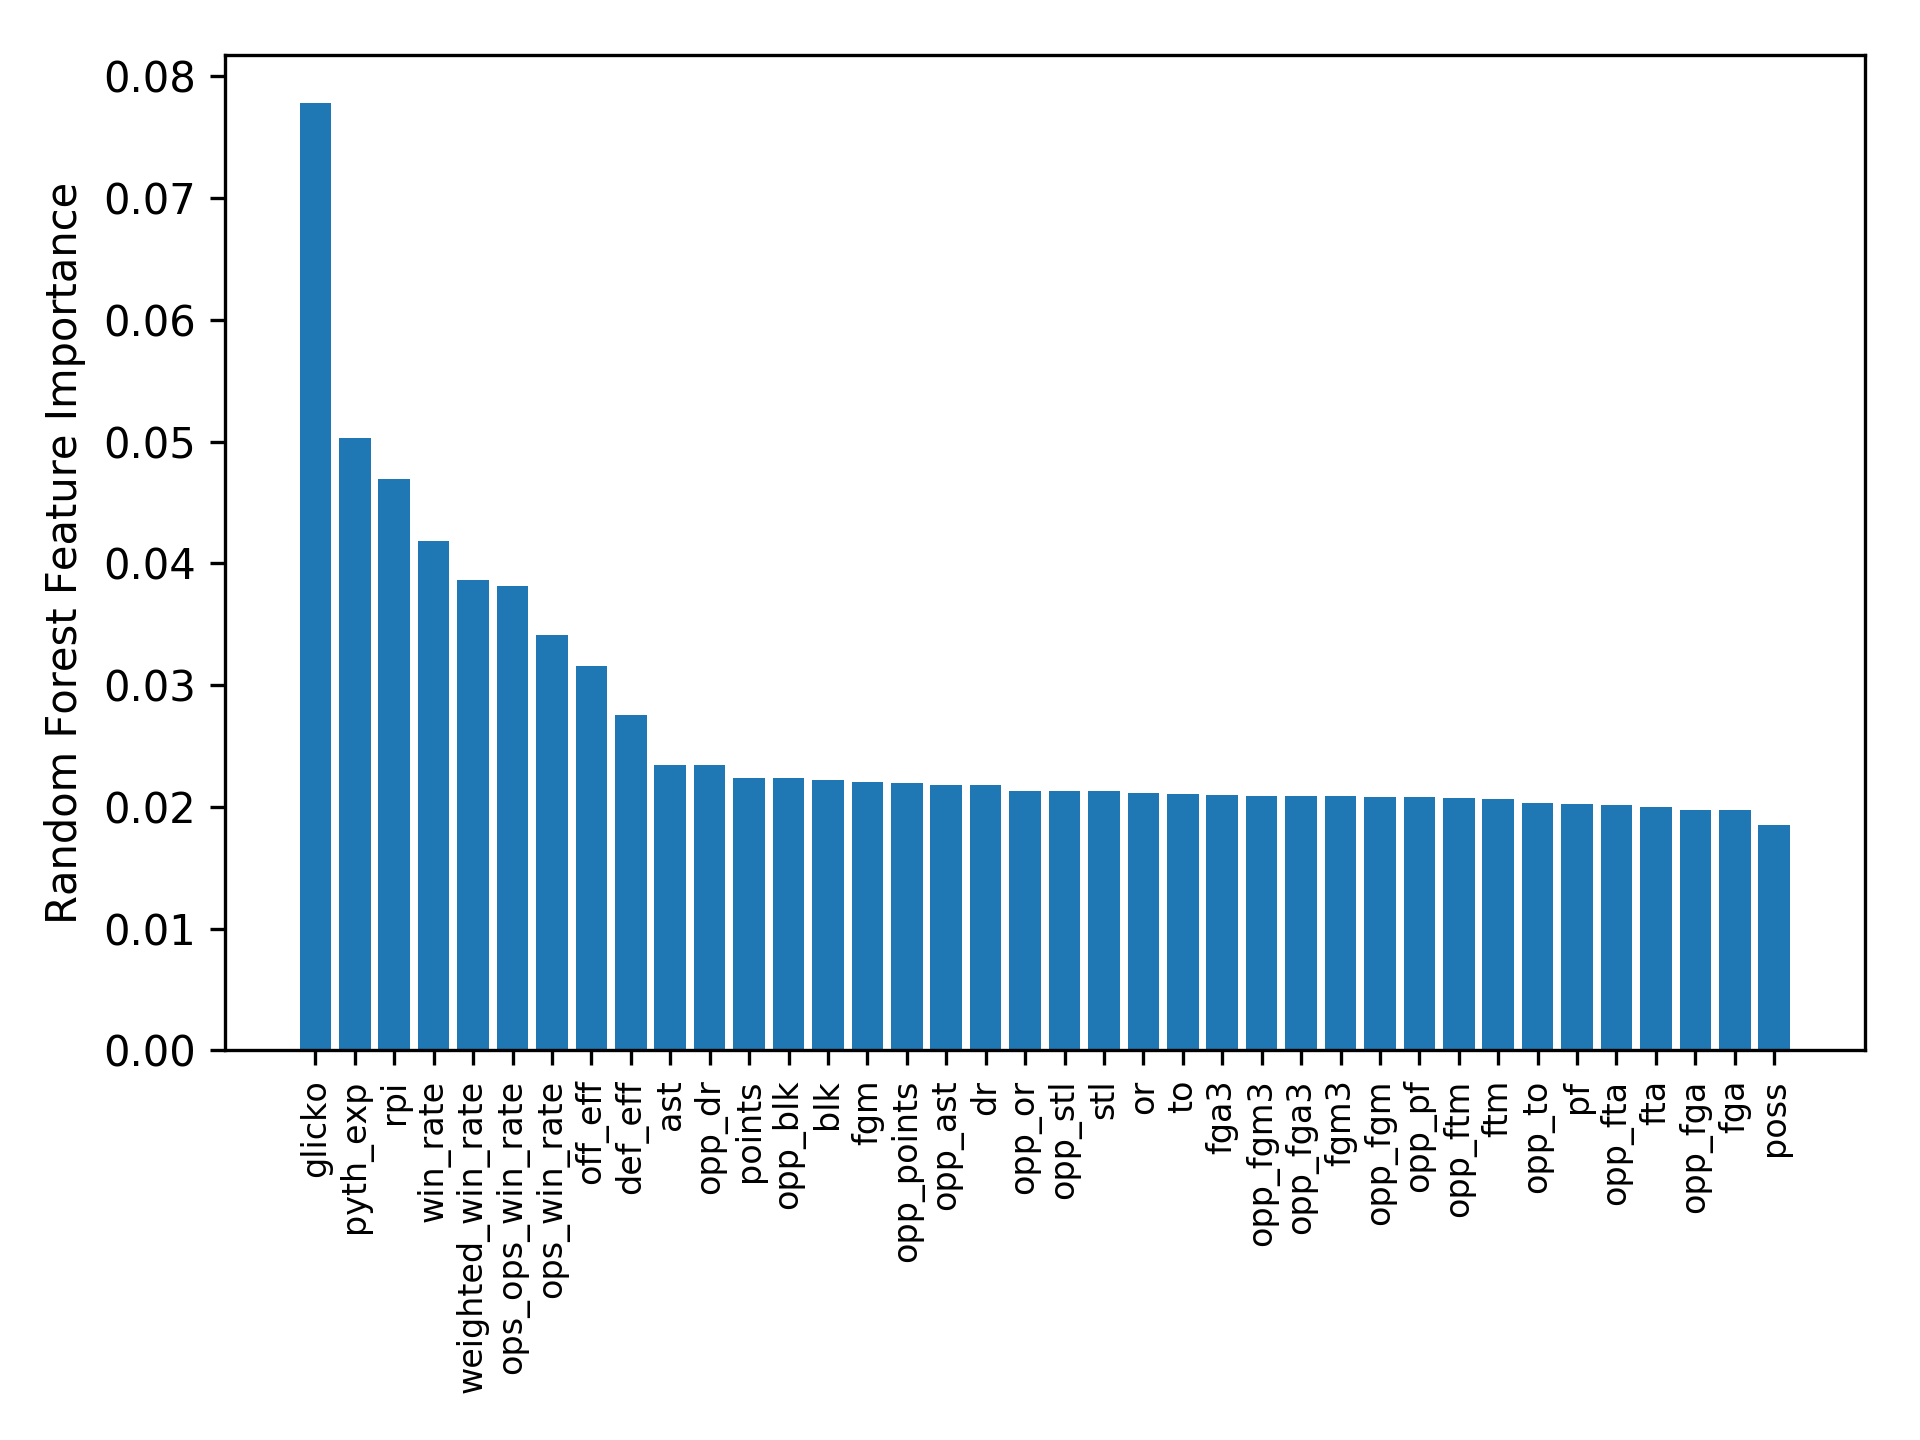 0.08
0.07
0.06
0.05
0.04
0.03
0.02
0.01
0.00
Random Forest Feature Importance
glicko
pyth_exp
rpi
win_rate
weighted_win_rate
ops_ops_win_rate
ops_win_rate
off_eff
def_eff
ast
opp_dr
points
opp_blk
blk
fgm
opp_points
opp_ast
dr
opp_or
opp_stl
stl
or
to
fga3
opp_fgm3
opp_fga3
fgm3
opp_fgm
opp_pf
opp_ftm
ftm
opp_to
pf
opp_fta
fta
opp_fga
fga
poss